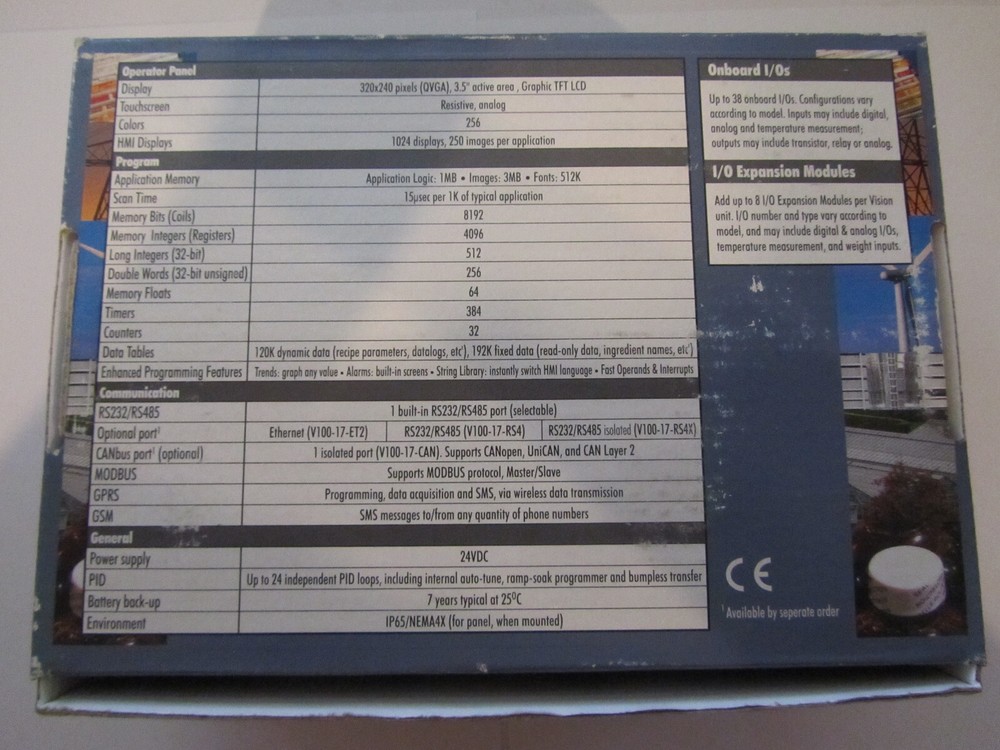 Operator Panel
Display 320x240 pixels (QVGA), 3.5" active area , Graphic TFT LCD
Touchscreen Resistive, analog
Colors 256
HMI Displays 1024 displays, 250 images per application
Program
Application Memory Application Logic: 1MB • Images: 3MB • Fonts: 512K
Scan Time 15µsec per 1K of typical application
Memory Bits (Coils) 8192
Memory Integers (Registers) 4096
Long Integers (32-bit) 512
Double Words (32-bit unsigned) 256
Memory Floats 64
Timers 384
Counters 32
Data Tables 120K dynamic data (recipe parameters, datalogs, etc'), 192K fixed data (read-only data, ingredient names, etc')
Enhanced Programming Features Trends: graph any value • Alarms: built-in screens • String Library: instantly switch HMI language • Fast Operands & Interrupts
Communication
RS232/RS485 1 built-in RS232/RS485 port (selectable)
Optional port¹ Ethernet (V100-17-ET2) RS232/RS485 (V100-17-RS4) RS232/RS485 isolated (V100-17-RS4X)
CANbus port¹ (optional) 1 isolated port (V100-17-CAN). Supports CANopen, UniCAN, and CAN Layer 2
MODBUS Supports MODBUS protocol, Master/Slave
GPRS Programming, data acquisition and SMS, via wireless data transmission
GSM SMS messages to/from any quantity of phone numbers
General
Power supply 24VDC
PID Up to 24 independent PID loops, including internal auto-tune, ramp-soak programmer and bumpless transfer
Battery back-up 7 years typical at 25ºC
Environment IP65/NEMA4X (for panel, when mounted)
Onboard I/Os
Up to 38 onboard I/Os. Configurations vary
according to model. Inputs may include digital,
analog and temperature measurement;
outputs may include transistor, relay or analog.
I/O Expansion Modules
Add up to 8 I/O Expansion Modules per Vision
unit. I/O number and type vary according to
model, and may include digital & analog I/Os,
temperature measurement, and weight inputs.
CE
¹ Available by seperate order